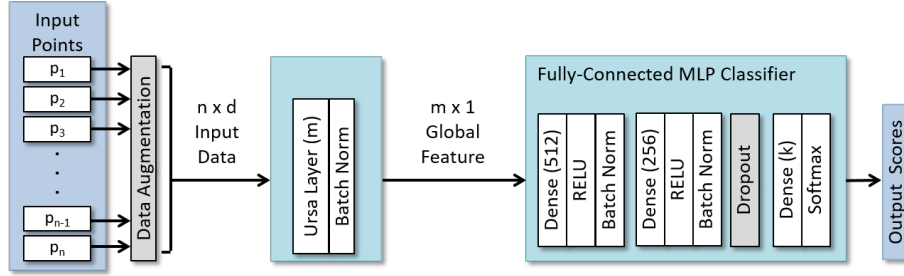 Input
Points
p1
p2
p3
.
.
.
pn-1
pn
Data Augmentation
n x d
Input
Data
Ursa Layer (m)
Batch Norm
m x 1
Global
Feature
Fully-Connected MLP Classifier
Dense (512)
RELU
Batch Norm
Dense (256)
RELU
Batch Norm
Dropout
Dense (k)
Softmax
Output Scores